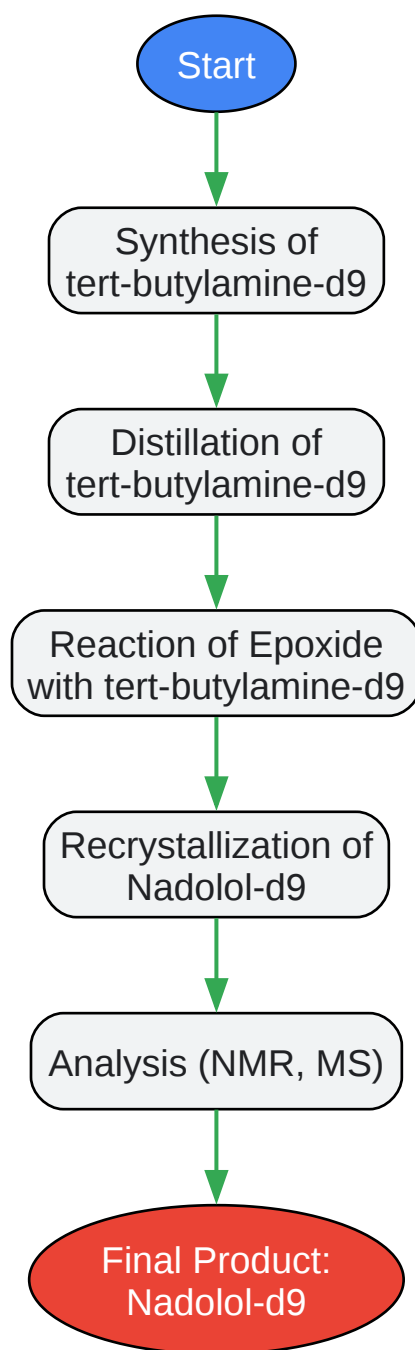 Start
Synthesis of
tert-butylamine-d9
Distillation of
tert-butylamine-d9
Reaction of Epoxide
with tert-butylamine-d9
Recrystallization of
Nadolol-d9
Analysis (NMR, MS)
Final Product:
Nadolol-d9